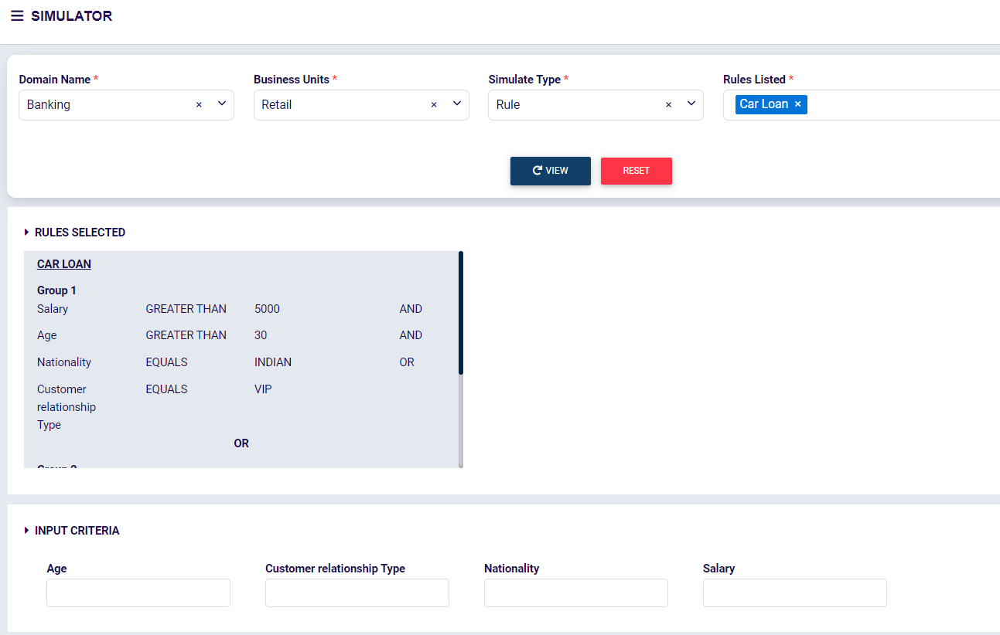 SIMULATOR
Domain Name * Business Units * Simulate Type * Rules Listed *
Banking × Retail × Rule × Car Loan ×
VIEW RESET
RULES SELECTED
CAR LOAN
Group 1
Salary GREATER THAN 5000 AND
Age GREATER THAN 30 AND
Nationality EQUALS INDIAN OR
Customer EQUALS VIP
relationship
Type
OR
INPUT CRITERIA
Age Customer relationship Type Nationality Salary